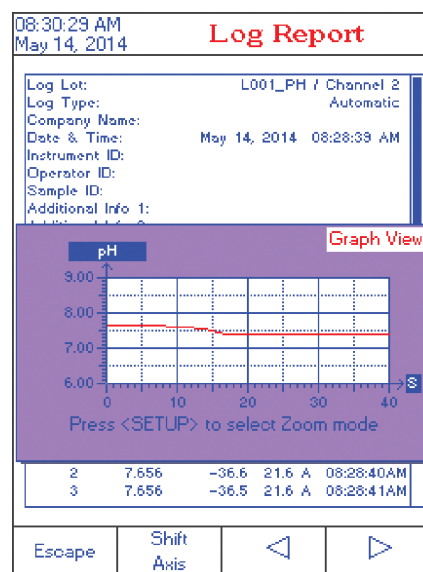 08:30:29 AM
May 14, 2014
Log Report
Log Lot: L001_PH / Channel 2
Log Type: Automatic
Company Name:
Date & Time: May 14, 2014 08:28:39 AM
Instrument ID:
Operator ID:
Sample ID:
Additional Info 1:
Graph View
pH
9.00
8.00
7.00
6.00
0 10 20 30 40
S
Press <SETUP> to select Zoom mode
2 7.656 -36.6 21.6 A 08:28:40AM
3 7.656 -36.5 21.6 A 08:28:41AM
Escape
Shift
Axis